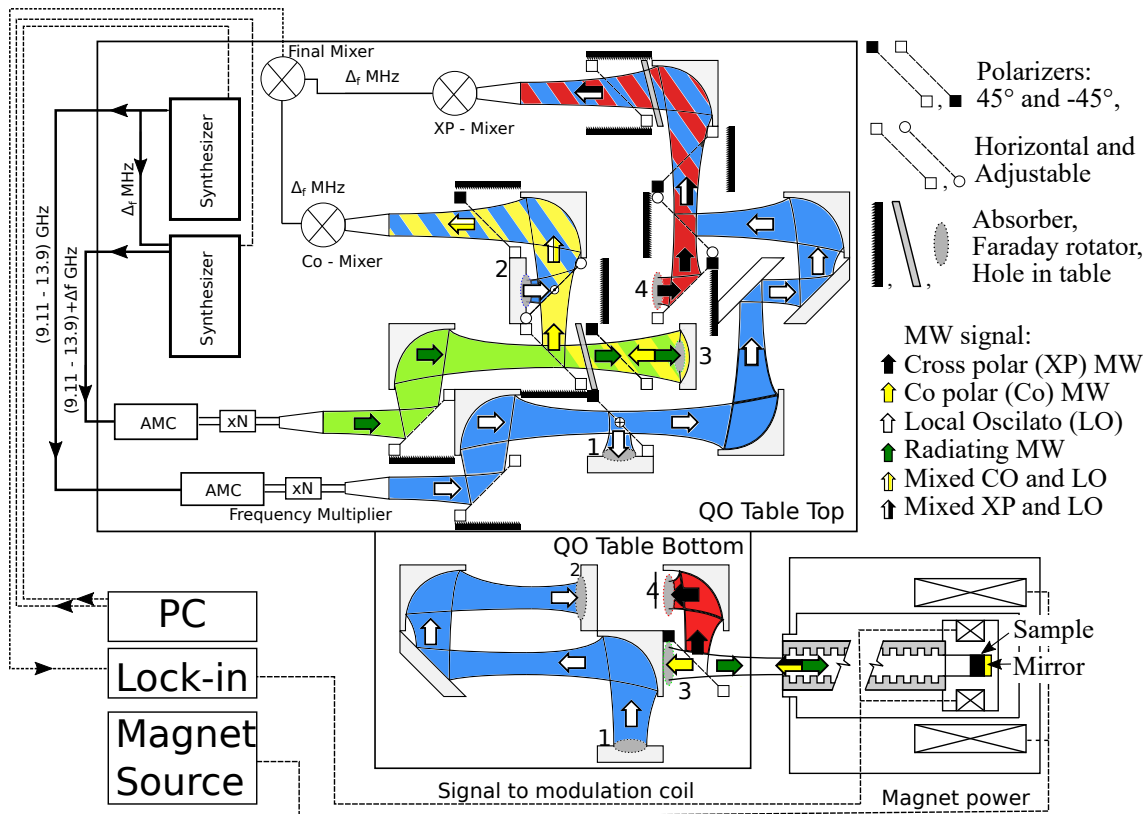 Final Mixer
Δf MHz
XP - Mixer
Synthesizer
Δf MHz
Synthesizer
(9.11 - 13.9) GHz
(9.11 - 13.9)+Δf GHz
Δf MHz
Co - Mixer
2
4
3
1
AMC
xN
AMC
xN
Frequency Multiplier
QO Table Top
Polarizers:
45° and -45°,
,
Horizontal and
Adjustable
,
Absorber,
Faraday rotator,
Hole in table
, ,
MW signal:
Cross polar (XP) MW
Co polar (Co) MW
Local Oscilato (LO)
Radiating MW
Mixed CO and LO
Mixed XP and LO
QO Table Bottom
2
4
3
1
PC
Lock-in
Magnet
Source
Sample
Mirror
Signal to modulation coil
Magnet power